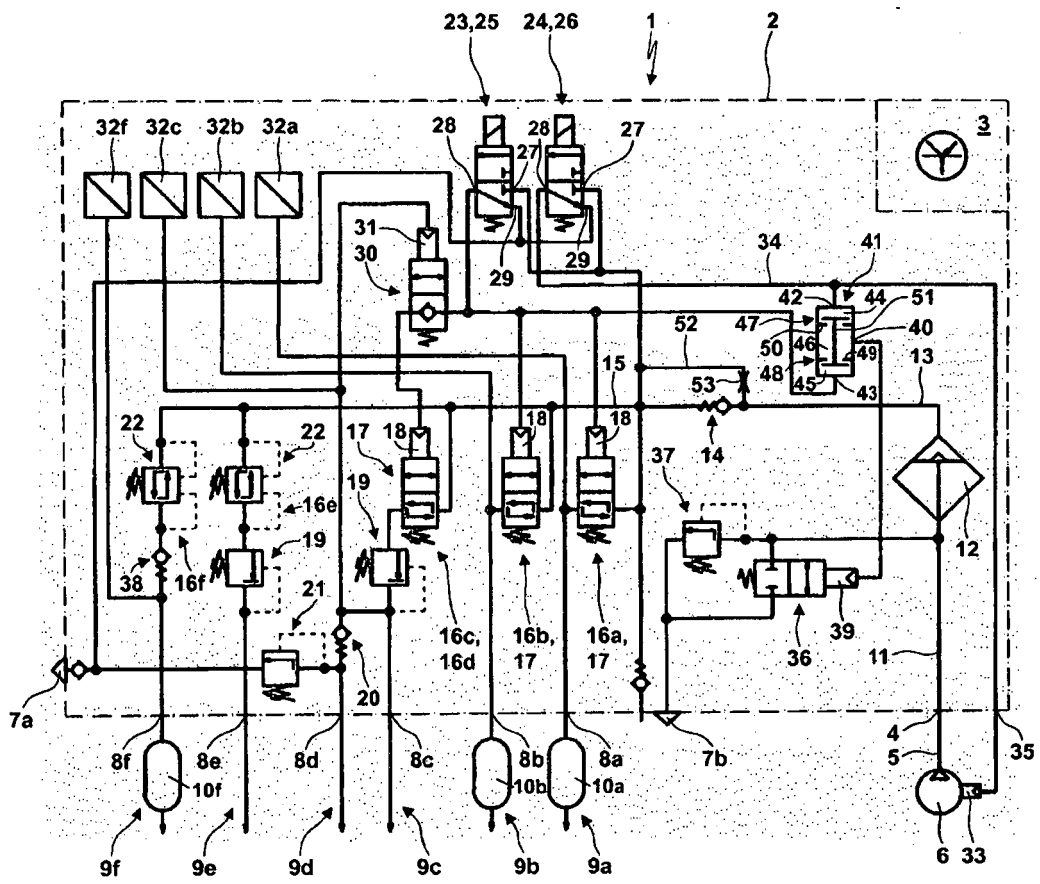 23,25 24,26 1 2
32f 32c 32b 32a 28 28 27 3
27
31
30 29 29 34 41
42 44 51
47
50 46 40
52 48 49 13
15 53 45 43
22 22 17 18 18 18 14
37
19
16e
19 12
38 16f
21 39
16c, 16b, 16a, 36
16d 17 17 11
20
7a
8f 8e 8d 8c 8b 8a 7b 4
5 35
10f 10b 10a
9f 9e 9d 9c 9b 9a 6 33